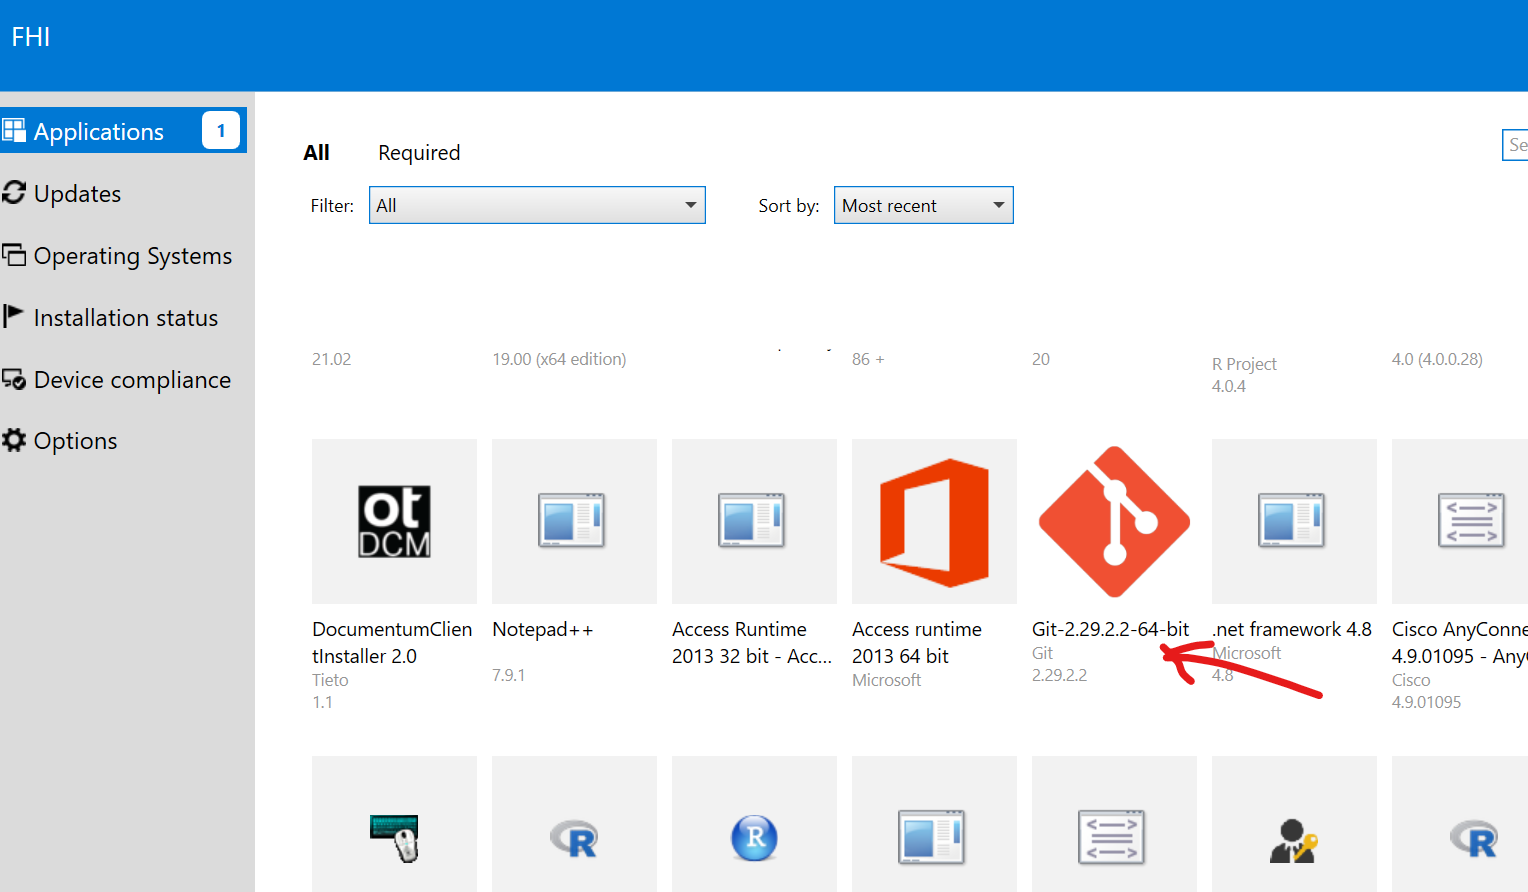 FHI
Applications 1
Updates
Operating Systems
Installation status
Device compliance
Options
All Required
Se
Filter: All Sort by: Most recent
21.02
19.00 (x64 edition)
86 +
20
R Project
4.0.4
4.0 (4.0.0.28)
ot
DCM
DocumentumClien
tInstaller 2.0
Tieto
1.1
Notepad++
7.9.1
Access Runtime
2013 32 bit - Acc...
Access runtime
2013 64 bit
Microsoft
Git-2.29.2.2-64-bit
Git
2.29.2.2
.net framework 4.8
Microsoft
4.8
Cisco AnyConne
4.9.01095 - Any
Cisco
4.9.01095
R
R
R